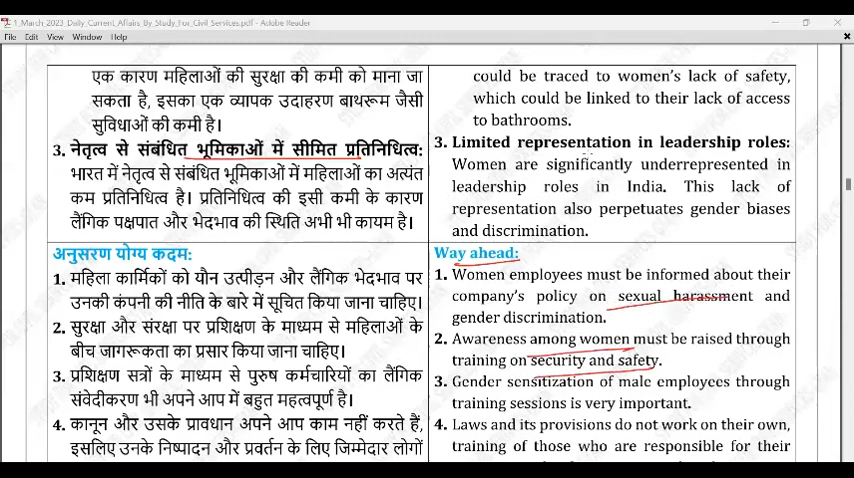 1_March_2023_Daily_Current_Affairs_By_Study_For_Civil_Services.pdf - Adobe Reader
File Edit View Window Help
एक कारण महिलाओं की सुरक्षा की कमी को माना जा
सकता है, इसका एक व्यापक उदाहरण बाथरूम जैसी
सुविधाओं की कमी है।
3. नेतृत्व से संबंधित भूमिकाओं में सीमित प्रतिनिधित्व:
भारत में नेतृत्व से संबंधित भूमिकाओं में महिलाओं का अत्यंत
कम प्रतिनिधित्व है। प्रतिनिधित्व की इसी कमी के कारण
लैंगिक पक्षपात और भेदभाव की स्थिति अभी भी कायम है।
अनुसरण योग्य कदम:
1. महिला कार्मिकों को यौन उत्पीड़न और लैंगिक भेदभाव पर
उनकी कंपनी की नीति के बारे में सूचित किया जाना चाहिए।
2. सुरक्षा और संरक्षा पर प्रशिक्षण के माध्यम से महिलाओं के
बीच जागरूकता का प्रसार किया जाना चाहिए।
3. प्रशिक्षण सत्रों के माध्यम से पुरुष कर्मचारियों का लैंगिक
संवेदीकरण भी अपने आप में बहुत महत्वपूर्ण है।
4. कानून और उसके प्रावधान अपने आप काम नहीं करते हैं,
इसलिए उनके निष्पादन और प्रवर्तन के लिए जिम्मेदार लोगों
could be traced to women's lack of safety,
which could be linked to their lack of access
to bathrooms.
3. Limited representation in leadership roles:
Women are significantly underrepresented in
leadership roles in India. This lack of
representation also perpetuates gender biases
and discrimination.
Way ahead:
1. Women employees must be informed about their
company's policy on sexual harassment and
gender discrimination.
2. Awareness among women must be raised through
training on security and safety.
3. Gender sensitization of male employees through
training sessions is very important.
4. Laws and its provisions do not work on their own,
training of those who are responsible for their